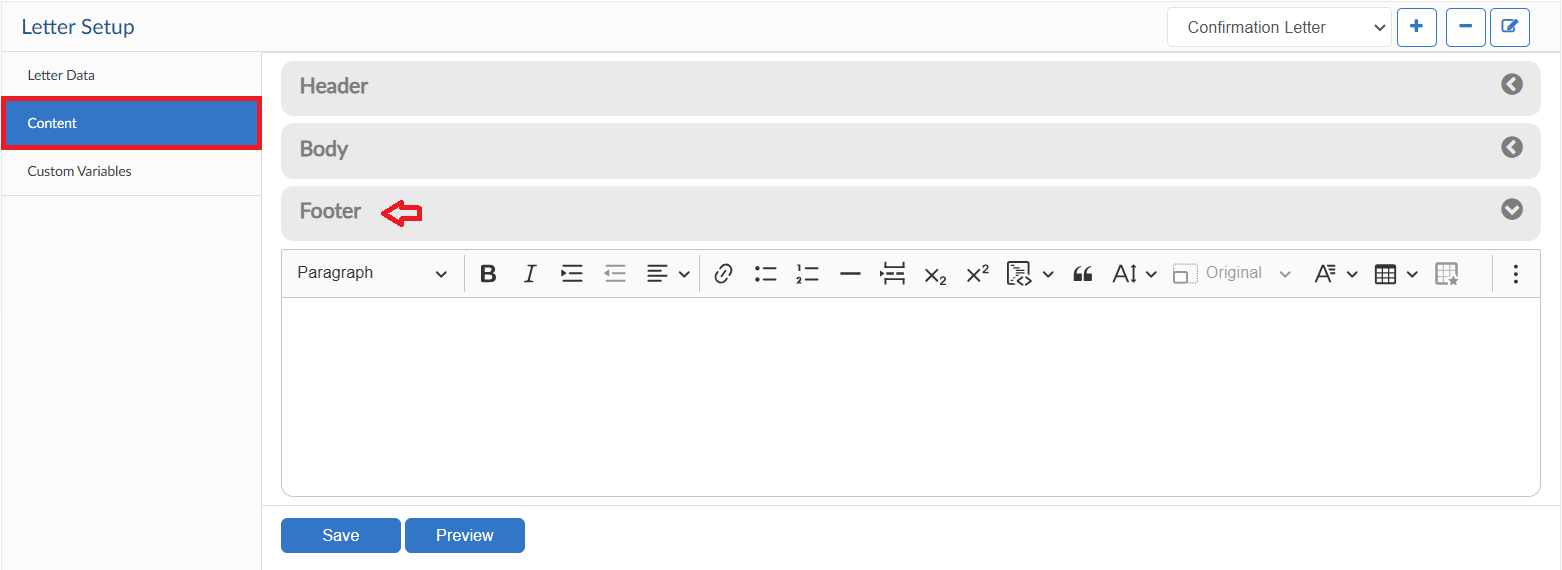 Letter Setup
Confirmation Letter
Letter Data
Content
Custom Variables
Header
Body
Footer
Paragraph
Original
Save
Preview